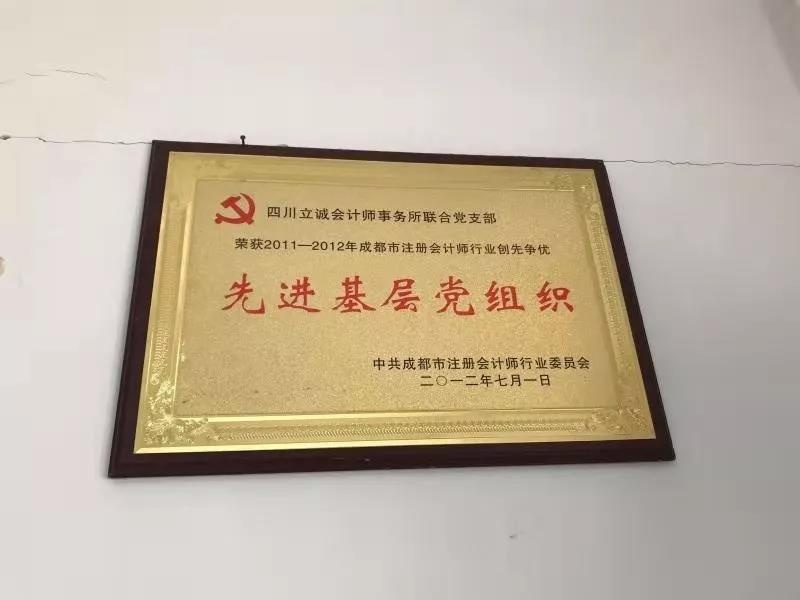 四川立诚会计师事务所联合党支部
荣获2011—2012年成都市注册会计师行业创先争优
先进基层党组织
中共成都市注册会计师行业委员会
二〇一二年七月一日